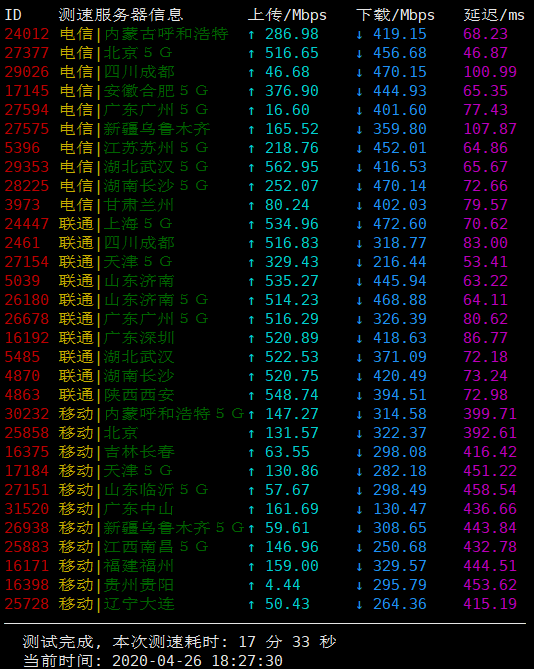 ID 测速服务器信息 上传/Mbps 下载/Mbps 延迟/ms
24012 电信|内蒙古呼和浩特 ↑ 286.98 ↓ 419.15 68.23
27377 电信|北京５Ｇ ↑ 516.65 ↓ 456.68 46.87
29026 电信|四川成都 ↑ 46.68 ↓ 470.15 100.99
17145 电信|安徽合肥５Ｇ ↑ 376.90 ↓ 444.93 65.35
27594 电信|广东广州５Ｇ ↑ 16.60 ↓ 401.60 77.43
27575 电信|新疆乌鲁木齐 ↑ 165.52 ↓ 359.80 107.87
5396 电信|江苏苏州５Ｇ ↑ 218.76 ↓ 452.01 64.86
29353 电信|湖北武汉５Ｇ ↑ 562.95 ↓ 416.53 65.67
28225 电信|湖南长沙５Ｇ ↑ 252.07 ↓ 470.14 72.66
3973 电信|甘肃兰州 ↑ 80.24 ↓ 402.03 79.57
24447 联通|上海５Ｇ ↑ 534.96 ↓ 472.60 70.62
2461 联通|四川成都 ↑ 516.83 ↓ 318.77 83.00
27154 联通|天津５Ｇ ↑ 329.43 ↓ 216.44 53.41
5039 联通|山东济南 ↑ 535.27 ↓ 445.94 63.22
26180 联通|山东济南５Ｇ ↑ 514.23 ↓ 468.88 64.11
26678 联通|广东广州５Ｇ ↑ 516.29 ↓ 326.39 80.62
16192 联通|广东深圳 ↑ 520.89 ↓ 418.63 86.77
5485 联通|湖北武汉 ↑ 522.53 ↓ 371.09 72.18
4870 联通|湖南长沙 ↑ 520.75 ↓ 420.49 73.24
4863 联通|陕西西安 ↑ 548.74 ↓ 394.51 72.98
30232 移动|内蒙呼和浩特５Ｇ↑ 147.27 ↓ 314.58 399.71
25858 移动|北京 ↑ 131.57 ↓ 322.37 392.61
16375 移动|吉林长春 ↑ 63.55 ↓ 298.08 416.42
17184 移动|天津５Ｇ ↑ 130.86 ↓ 282.18 451.22
27151 移动|山东临沂５Ｇ ↑ 57.67 ↓ 298.49 458.54
31520 移动|广东中山 ↑ 161.69 ↓ 130.47 436.66
26938 移动|新疆乌鲁木齐５Ｇ↑ 59.61 ↓ 308.65 443.84
25883 移动|江西南昌５Ｇ ↑ 146.96 ↓ 250.68 432.78
16171 移动|福建福州 ↑ 159.00 ↓ 329.57 444.51
16398 移动|贵州贵阳 ↑ 4.44 ↓ 295.79 453.62
25728 移动|辽宁大连 ↑ 50.43 ↓ 264.36 415.19
测试完成, 本次测速耗时: 17 分 33 秒
当前时间: 2020-04-26 18:27:30